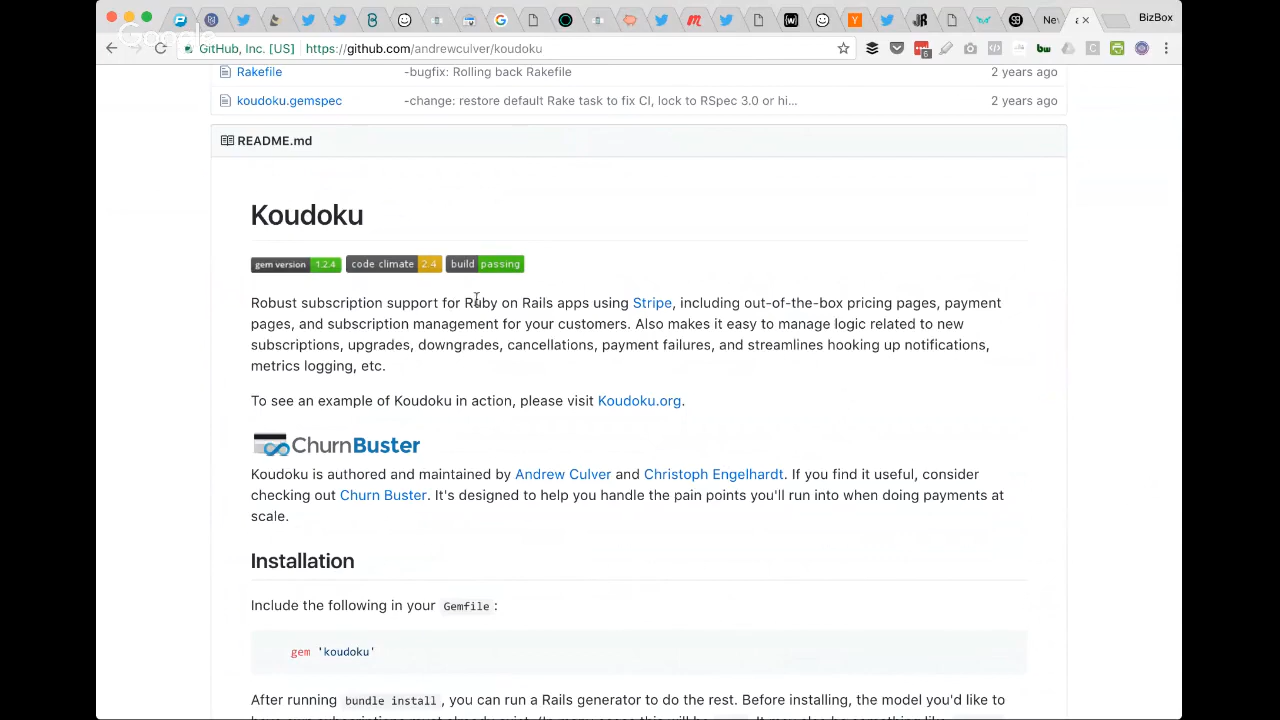 BizBox
Google
GitHub, Inc. [US] https://github.com/andrewculver/koudoku
Rakefile -bugfix: Rolling back Rakefile 2 years ago
koudoku.gemspec -change: restore default Rake task to fix CI, lock to RSpec 3.0 or hi... 2 years ago
README.md
Koudoku
gem version 1.2.4 code climate 2.4 build passing
Robust subscription support for Ruby on Rails apps using Stripe, including out-of-the-box pricing pages, payment
pages, and subscription management for your customers. Also makes it easy to manage logic related to new
subscriptions, upgrades, downgrades, cancellations, payment failures, and streamlines hooking up notifications,
metrics logging, etc.
To see an example of Koudoku in action, please visit Koudoku.org.
ChurnBuster
Koudoku is authored and maintained by Andrew Culver and Christoph Engelhardt. If you find it useful, consider
checking out Churn Buster. It's designed to help you handle the pain points you'll run into when doing payments at
scale.
Installation
Include the following in your Gemfile :
gem 'koudoku'
After running bundle install , you can run a Rails generator to do the rest. Before installing, the model you'd like to